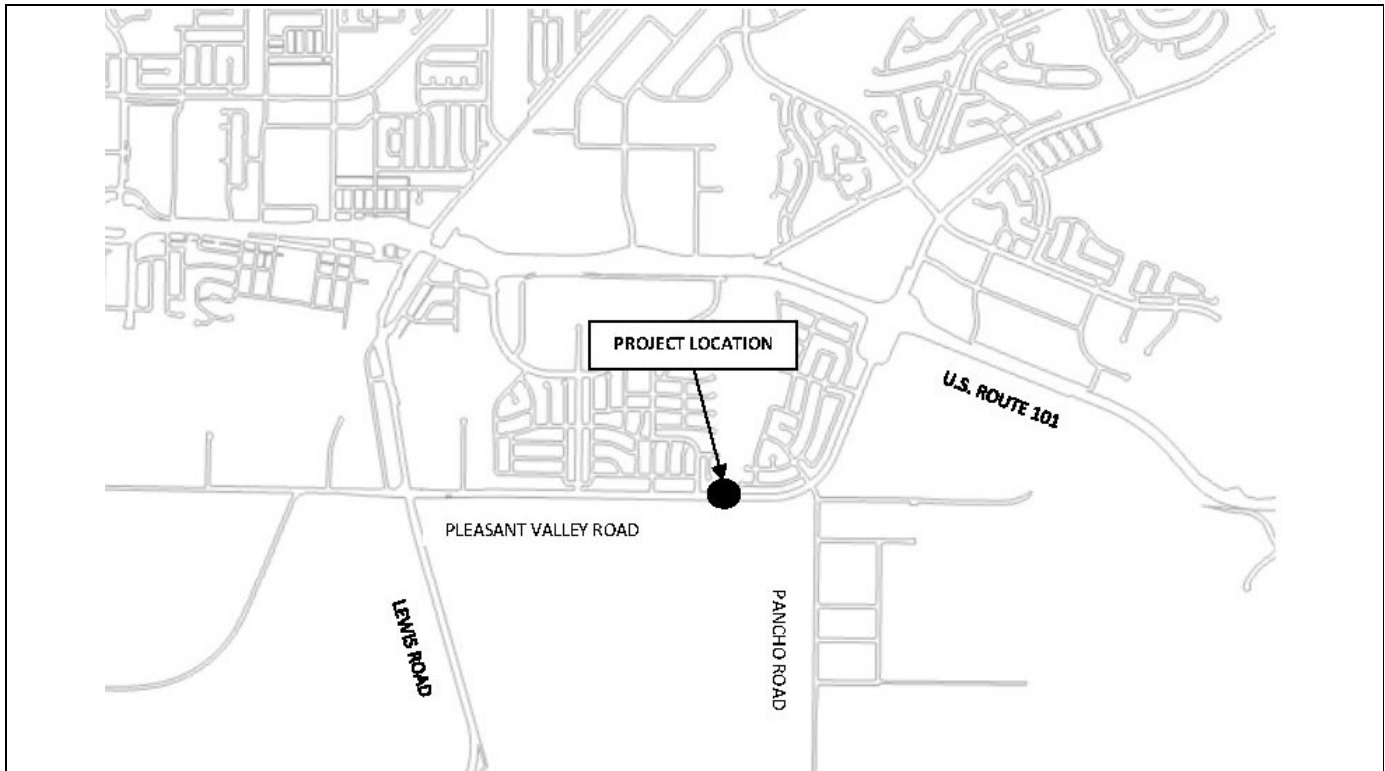 PROJECT LOCATION
U.S. ROUTE 101
PLEASANT VALLEY ROAD
LEWIS ROAD
PANCHO ROAD